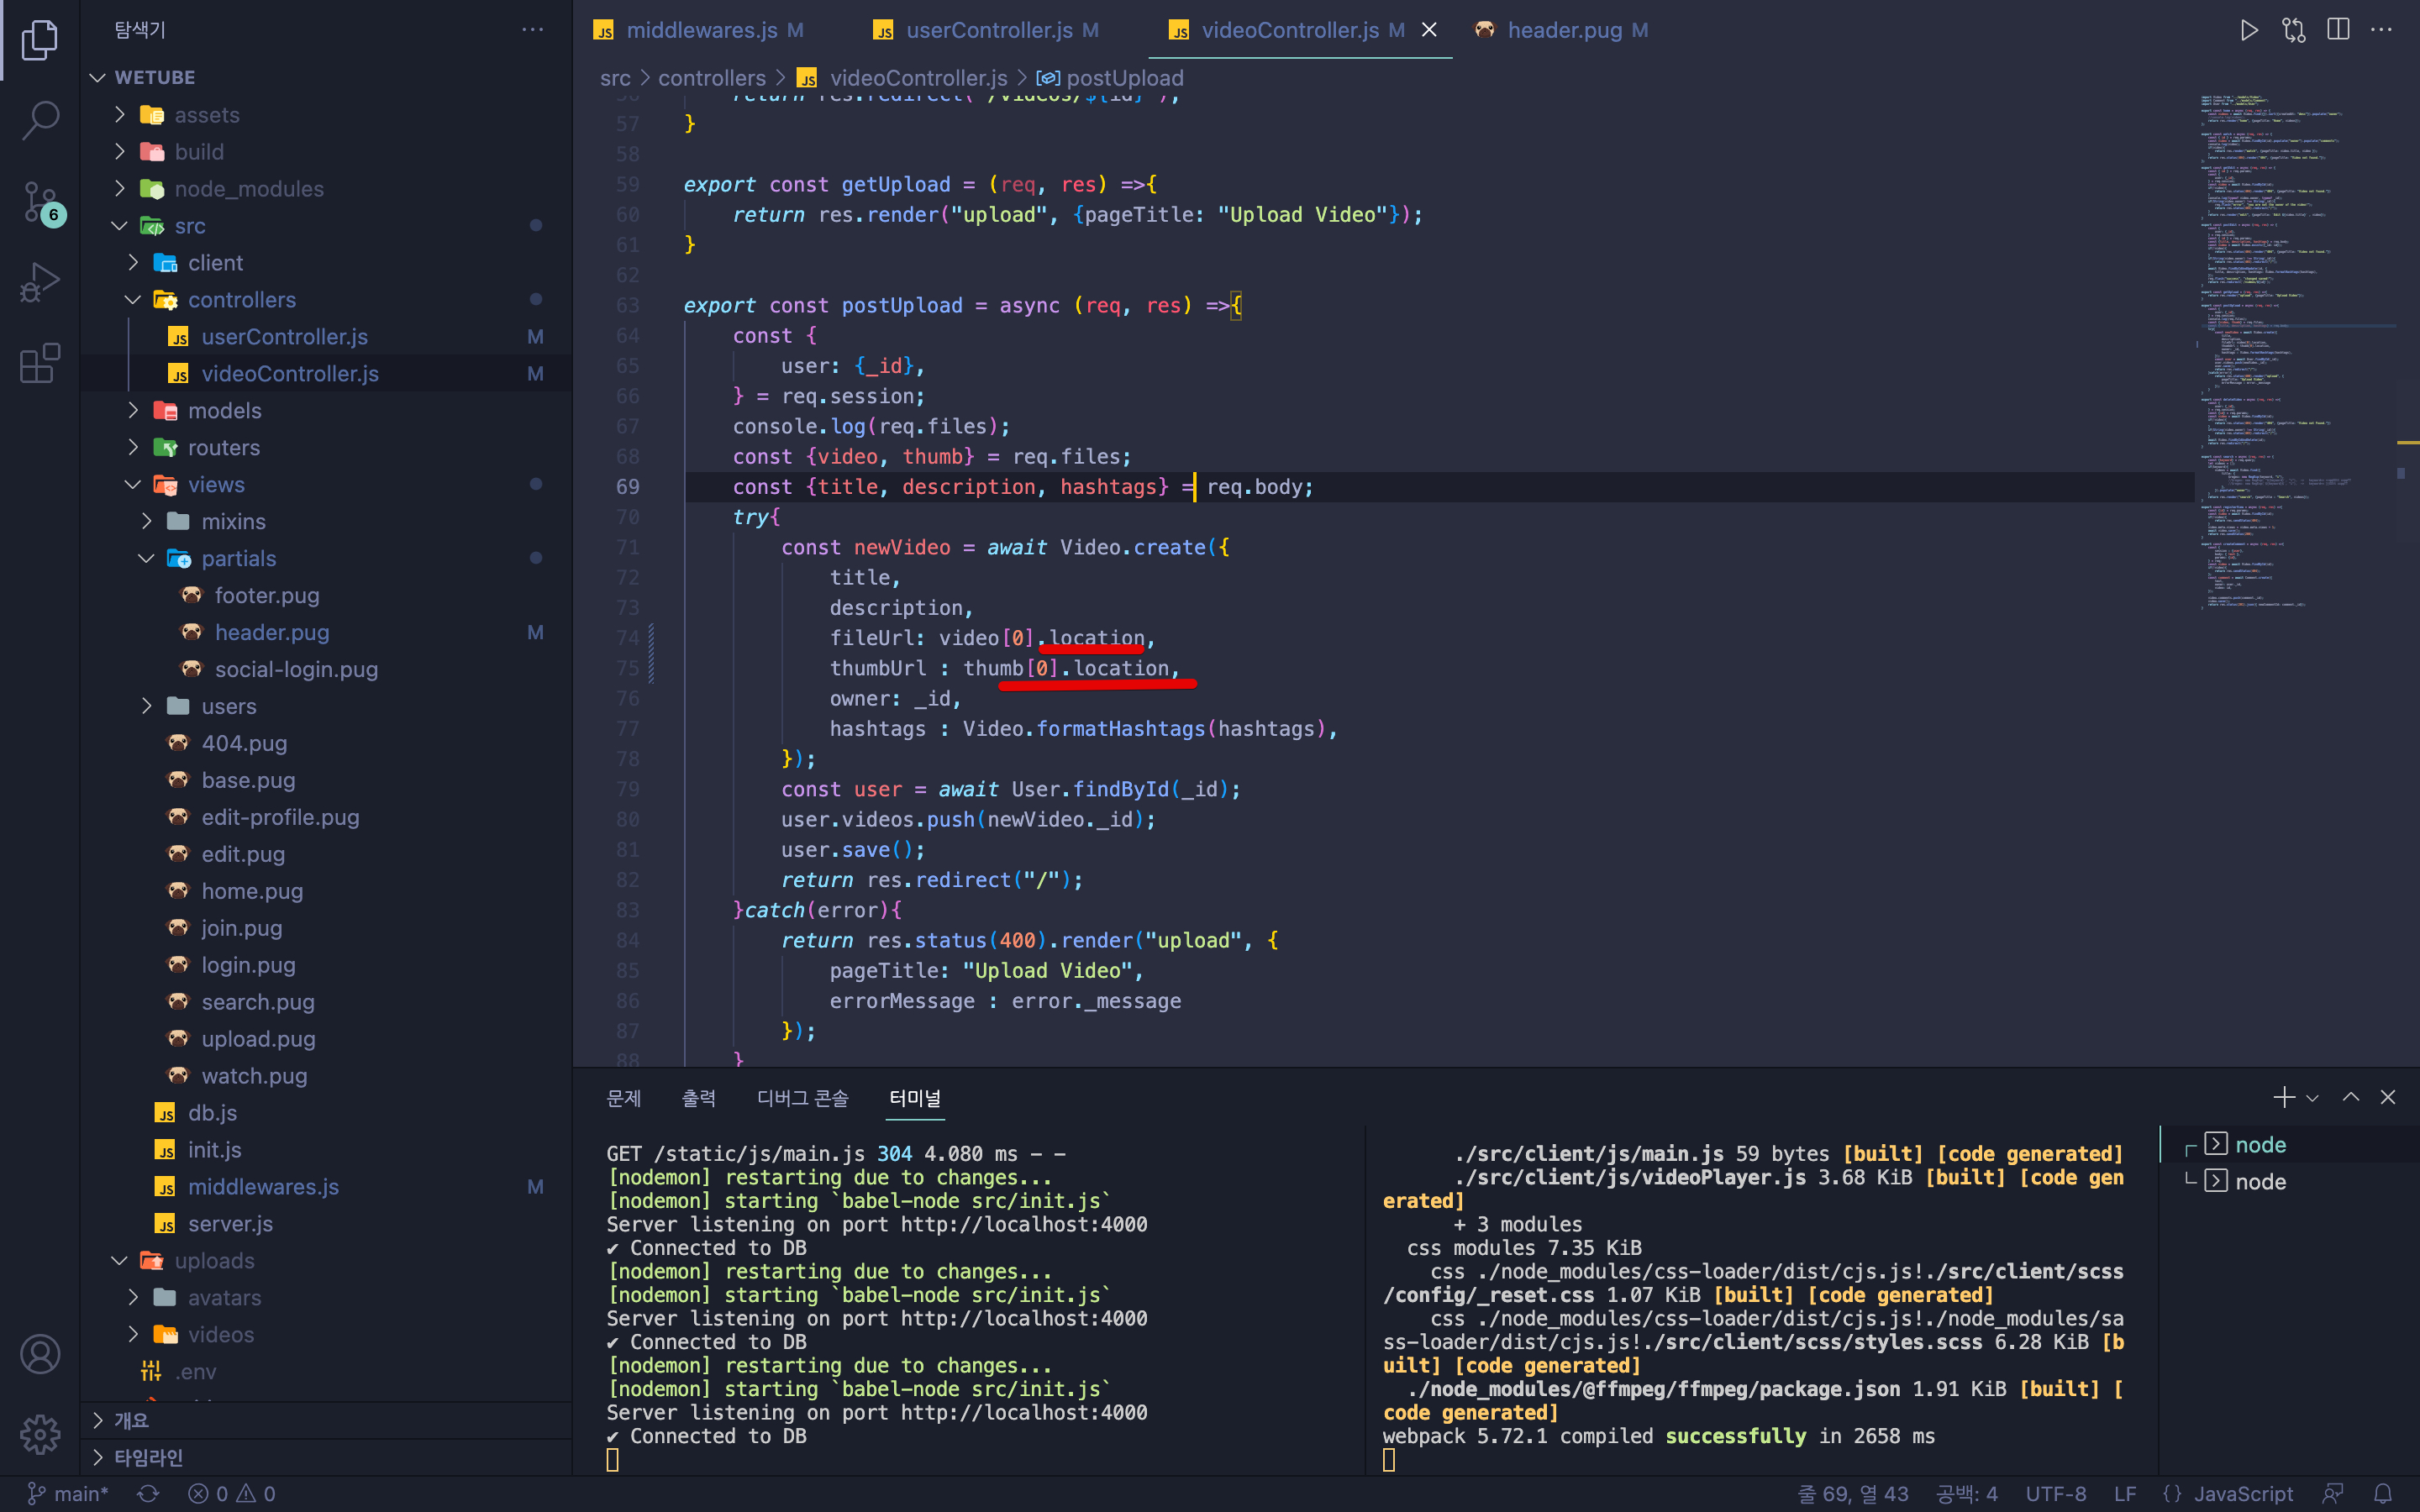 탐색기
WETUBE
assets
build
node_modules
src
client
controllers
userController.js M
videoController.js M
models
routers
views
mixins
partials
footer.pug
header.pug M
social-login.pug
users
404.pug
base.pug
edit-profile.pug
edit.pug
home.pug
join.pug
login.pug
search.pug
upload.pug
watch.pug
db.js
init.js
middlewares.js M
server.js
uploads
avatars
videos
.env
개요
타임라인
6
middlewares.js M
userController.js M
videoController.js M
header.pug M
src > controllers > videoController.js > postUpload
56 return res.redirect(`/videos/${id}`);
57 }
58
59 export const getUpload = (req, res) =>{
60 return res.render("upload", {pageTitle: "Upload Video"});
61 }
62
63 export const postUpload = async (req, res) =>{
64 const {
65 user: {_id},
66 } = req.session;
67 console.log(req.files);
68 const {video, thumb} = req.files;
69 const {title, description, hashtags} = req.body;
70 try{
71 const newVideo = await Video.create({
72 title,
73 description,
74 fileUrl: video[0].location,
75 thumbUrl : thumb[0].location,
76 owner: _id,
77 hashtags : Video.formatHashtags(hashtags),
78 });
79 const user = await User.findById(_id);
80 user.videos.push(newVideo._id);
81 user.save();
82 return res.redirect("/");
83 }catch(error){
84 return res.status(400).render("upload", {
85 pageTitle: "Upload Video",
86 errorMessage : error._message
87 });
88 }
문제 출력 디버그 콘솔 터미널
GET /static/js/main.js 304 4.080 ms - -
[nodemon] restarting due to changes...
[nodemon] starting `babel-node src/init.js`
Server listening on port http://localhost:4000
✔ Connected to DB
[nodemon] restarting due to changes...
[nodemon] starting `babel-node src/init.js`
Server listening on port http://localhost:4000
✔ Connected to DB
[nodemon] restarting due to changes...
[nodemon] starting `babel-node src/init.js`
Server listening on port http://localhost:4000
✔ Connected to DB
./src/client/js/main.js 59 bytes [built] [code generated]
./src/client/js/videoPlayer.js 3.68 KiB [built] [code gen
erated]
+ 3 modules
css modules 7.35 KiB
css ./node_modules/css-loader/dist/cjs.js!./src/client/scss
/config/_reset.css 1.07 KiB [built] [code generated]
css ./node_modules/css-loader/dist/cjs.js!./node_modules/sa
ss-loader/dist/cjs.js!./src/client/scss/styles.scss 6.28 KiB [b
uilt] [code generated]
./node_modules/@ffmpeg/ffmpeg/package.json 1.91 KiB [built] [
code generated]
webpack 5.72.1 compiled successfully in 2658 ms
node
node
main* 0 0
줄 69, 열 43 공백: 4 UTF-8 LF {} JavaScript